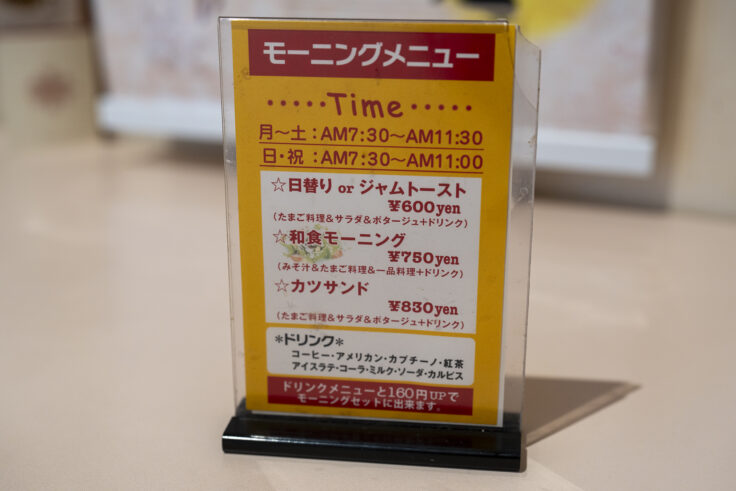 モーニングメニュー
·····Time·····
月〜土：AM7:30〜AM11:30
日·祝：AM7:30〜AM11:00
☆日替り or ジャムトースト
¥600yen
(たまご料理&サラダ&ポタージュ+ドリンク)
☆和食モーニング
¥750yen
(みそ汁&たまご料理&一品料理+ドリンク)
☆カツサンド
¥830yen
(たまご料理&サラダ&ポタージュ+ドリンク)
*ドリンク*
コーヒー·アメリカン·カプチーノ·紅茶
アイスラテ·コーラ·ミルク·ソーダ·カルピス
ドリンクメニューと160円UPで
モーニングセットに出来ます。